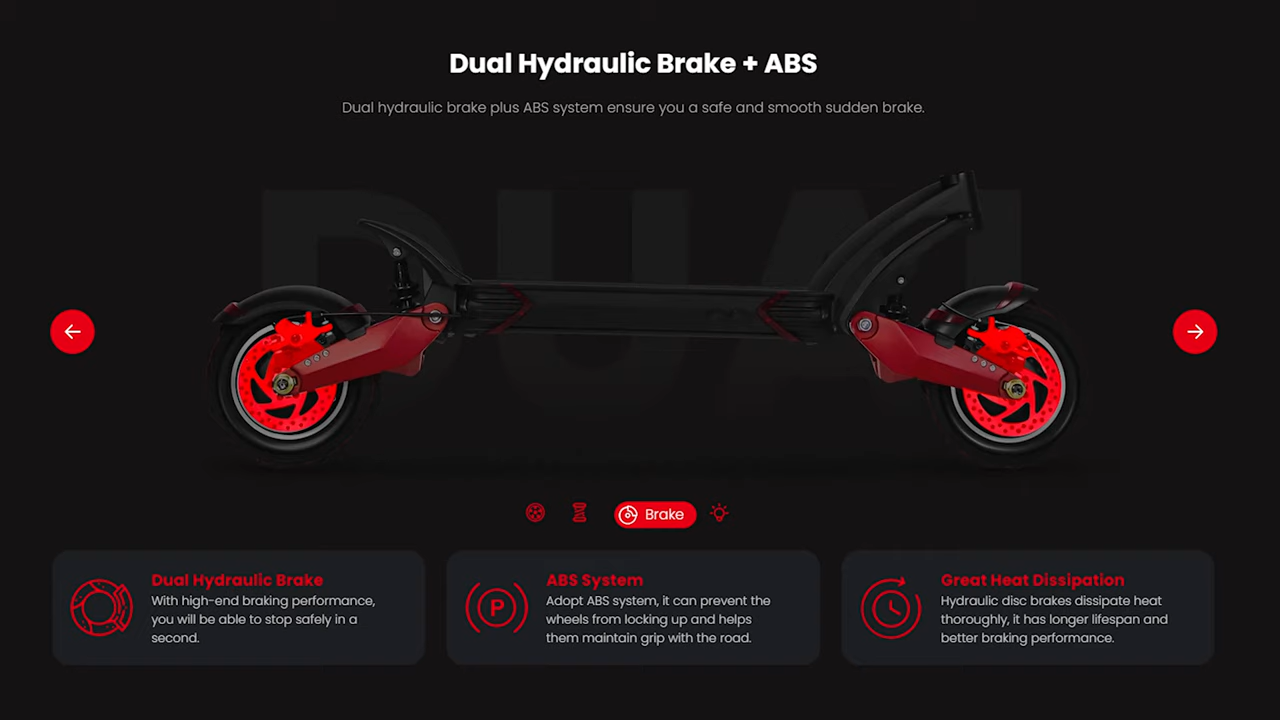 Dual Hydraulic Brake + ABS
Dual hydraulic brake plus ABS system ensure you a safe and smooth sudden brake.
DUAL
Brake
Dual Hydraulic Brake
With high-end braking performance,
you will be able to stop safely in a
second.
P
ABS System
Adopt ABS system, it can prevent the
wheels from locking up and helps
them maintain grip with the road.
Great Heat Dissipation
Hydraulic disc brakes dissipate heat
thoroughly, it has longer lifespan and
better braking performance.